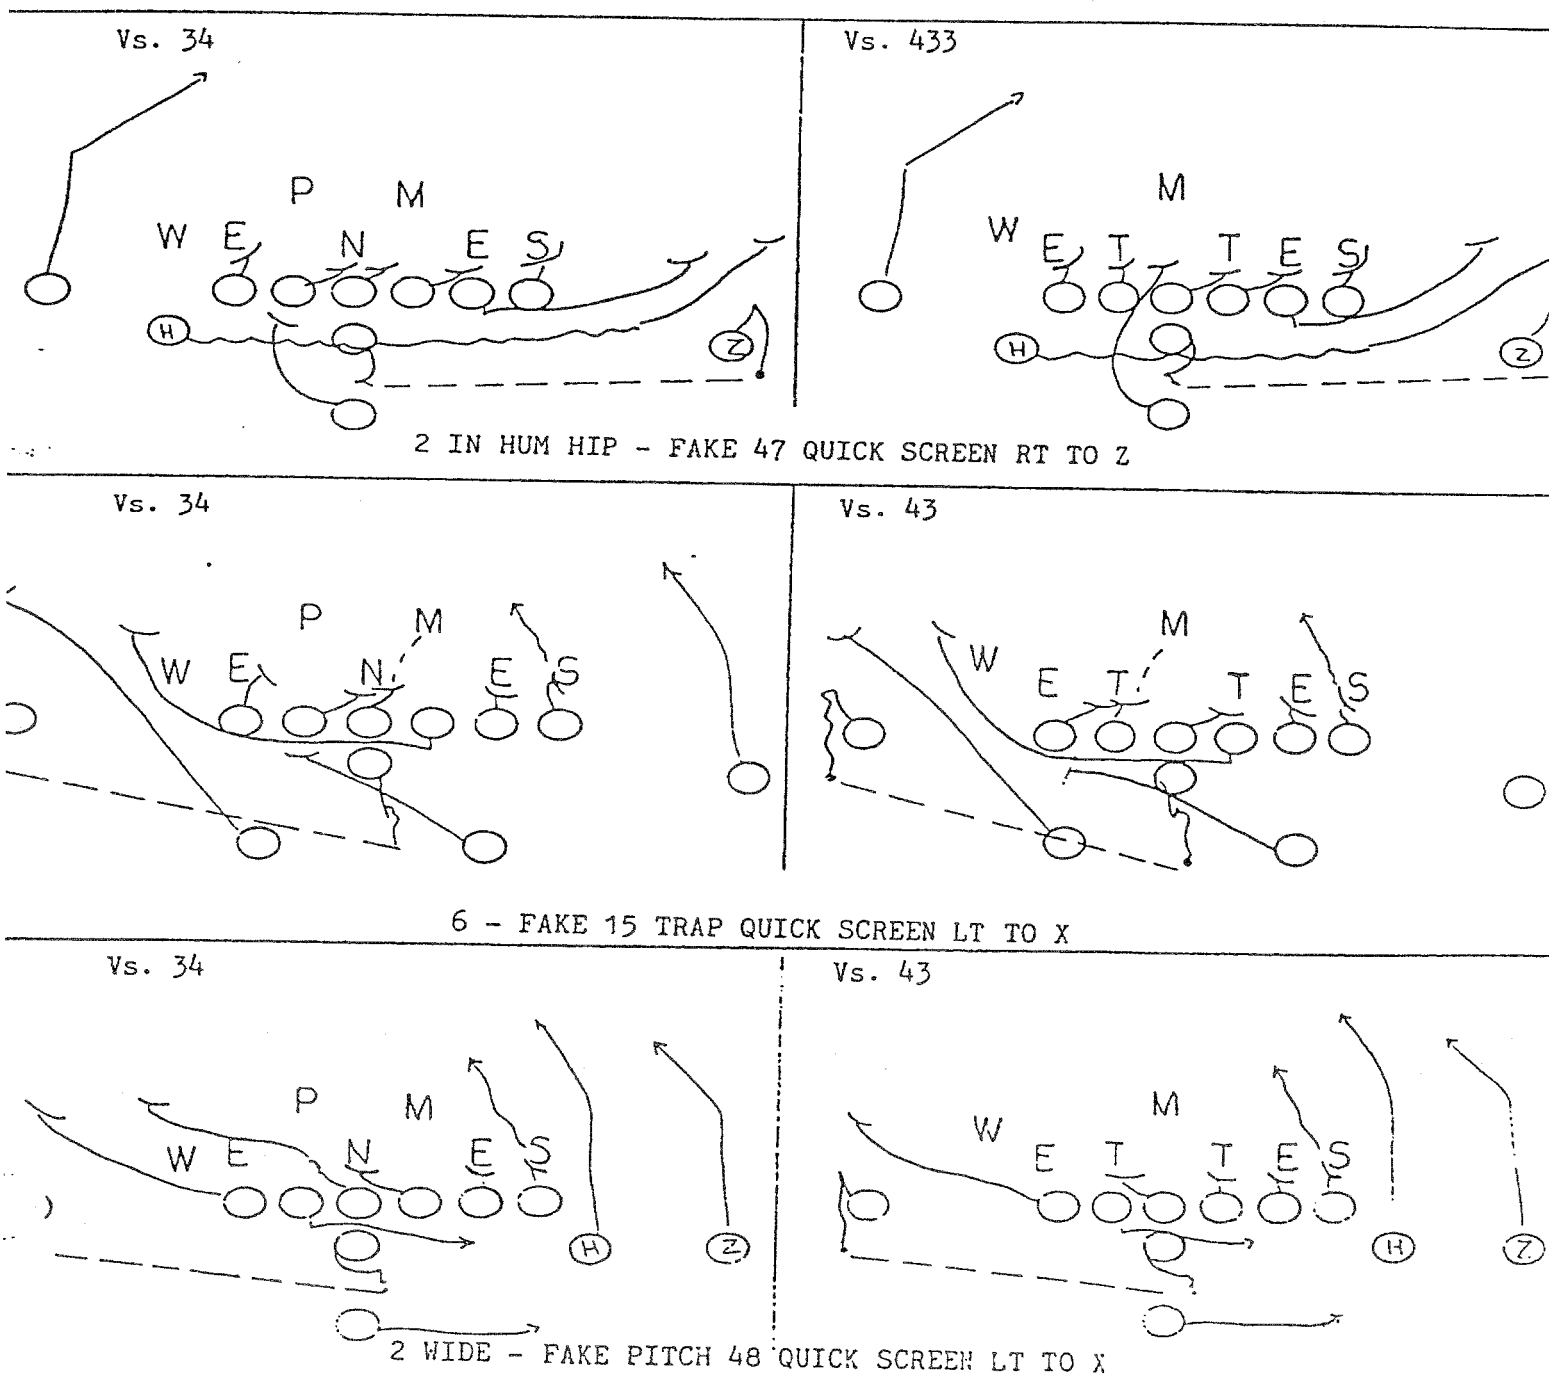 Vs. 34
Vs. 433
P M
M
W E N E S
W E T T E S
H Z
H Z
2 IN HUM HIP - FAKE 47 QUICK SCREEN RT TO Z
Vs. 34
Vs. 43
P M
M
W E N E S
W E T T E S
6 - FAKE 15 TRAP QUICK SCREEN LT TO X
Vs. 34
Vs. 43
P M
M
W E N E S
W E T T E S
H Z
H Z
2 WIDE - FAKE PITCH 48 QUICK SCREEN LT TO X